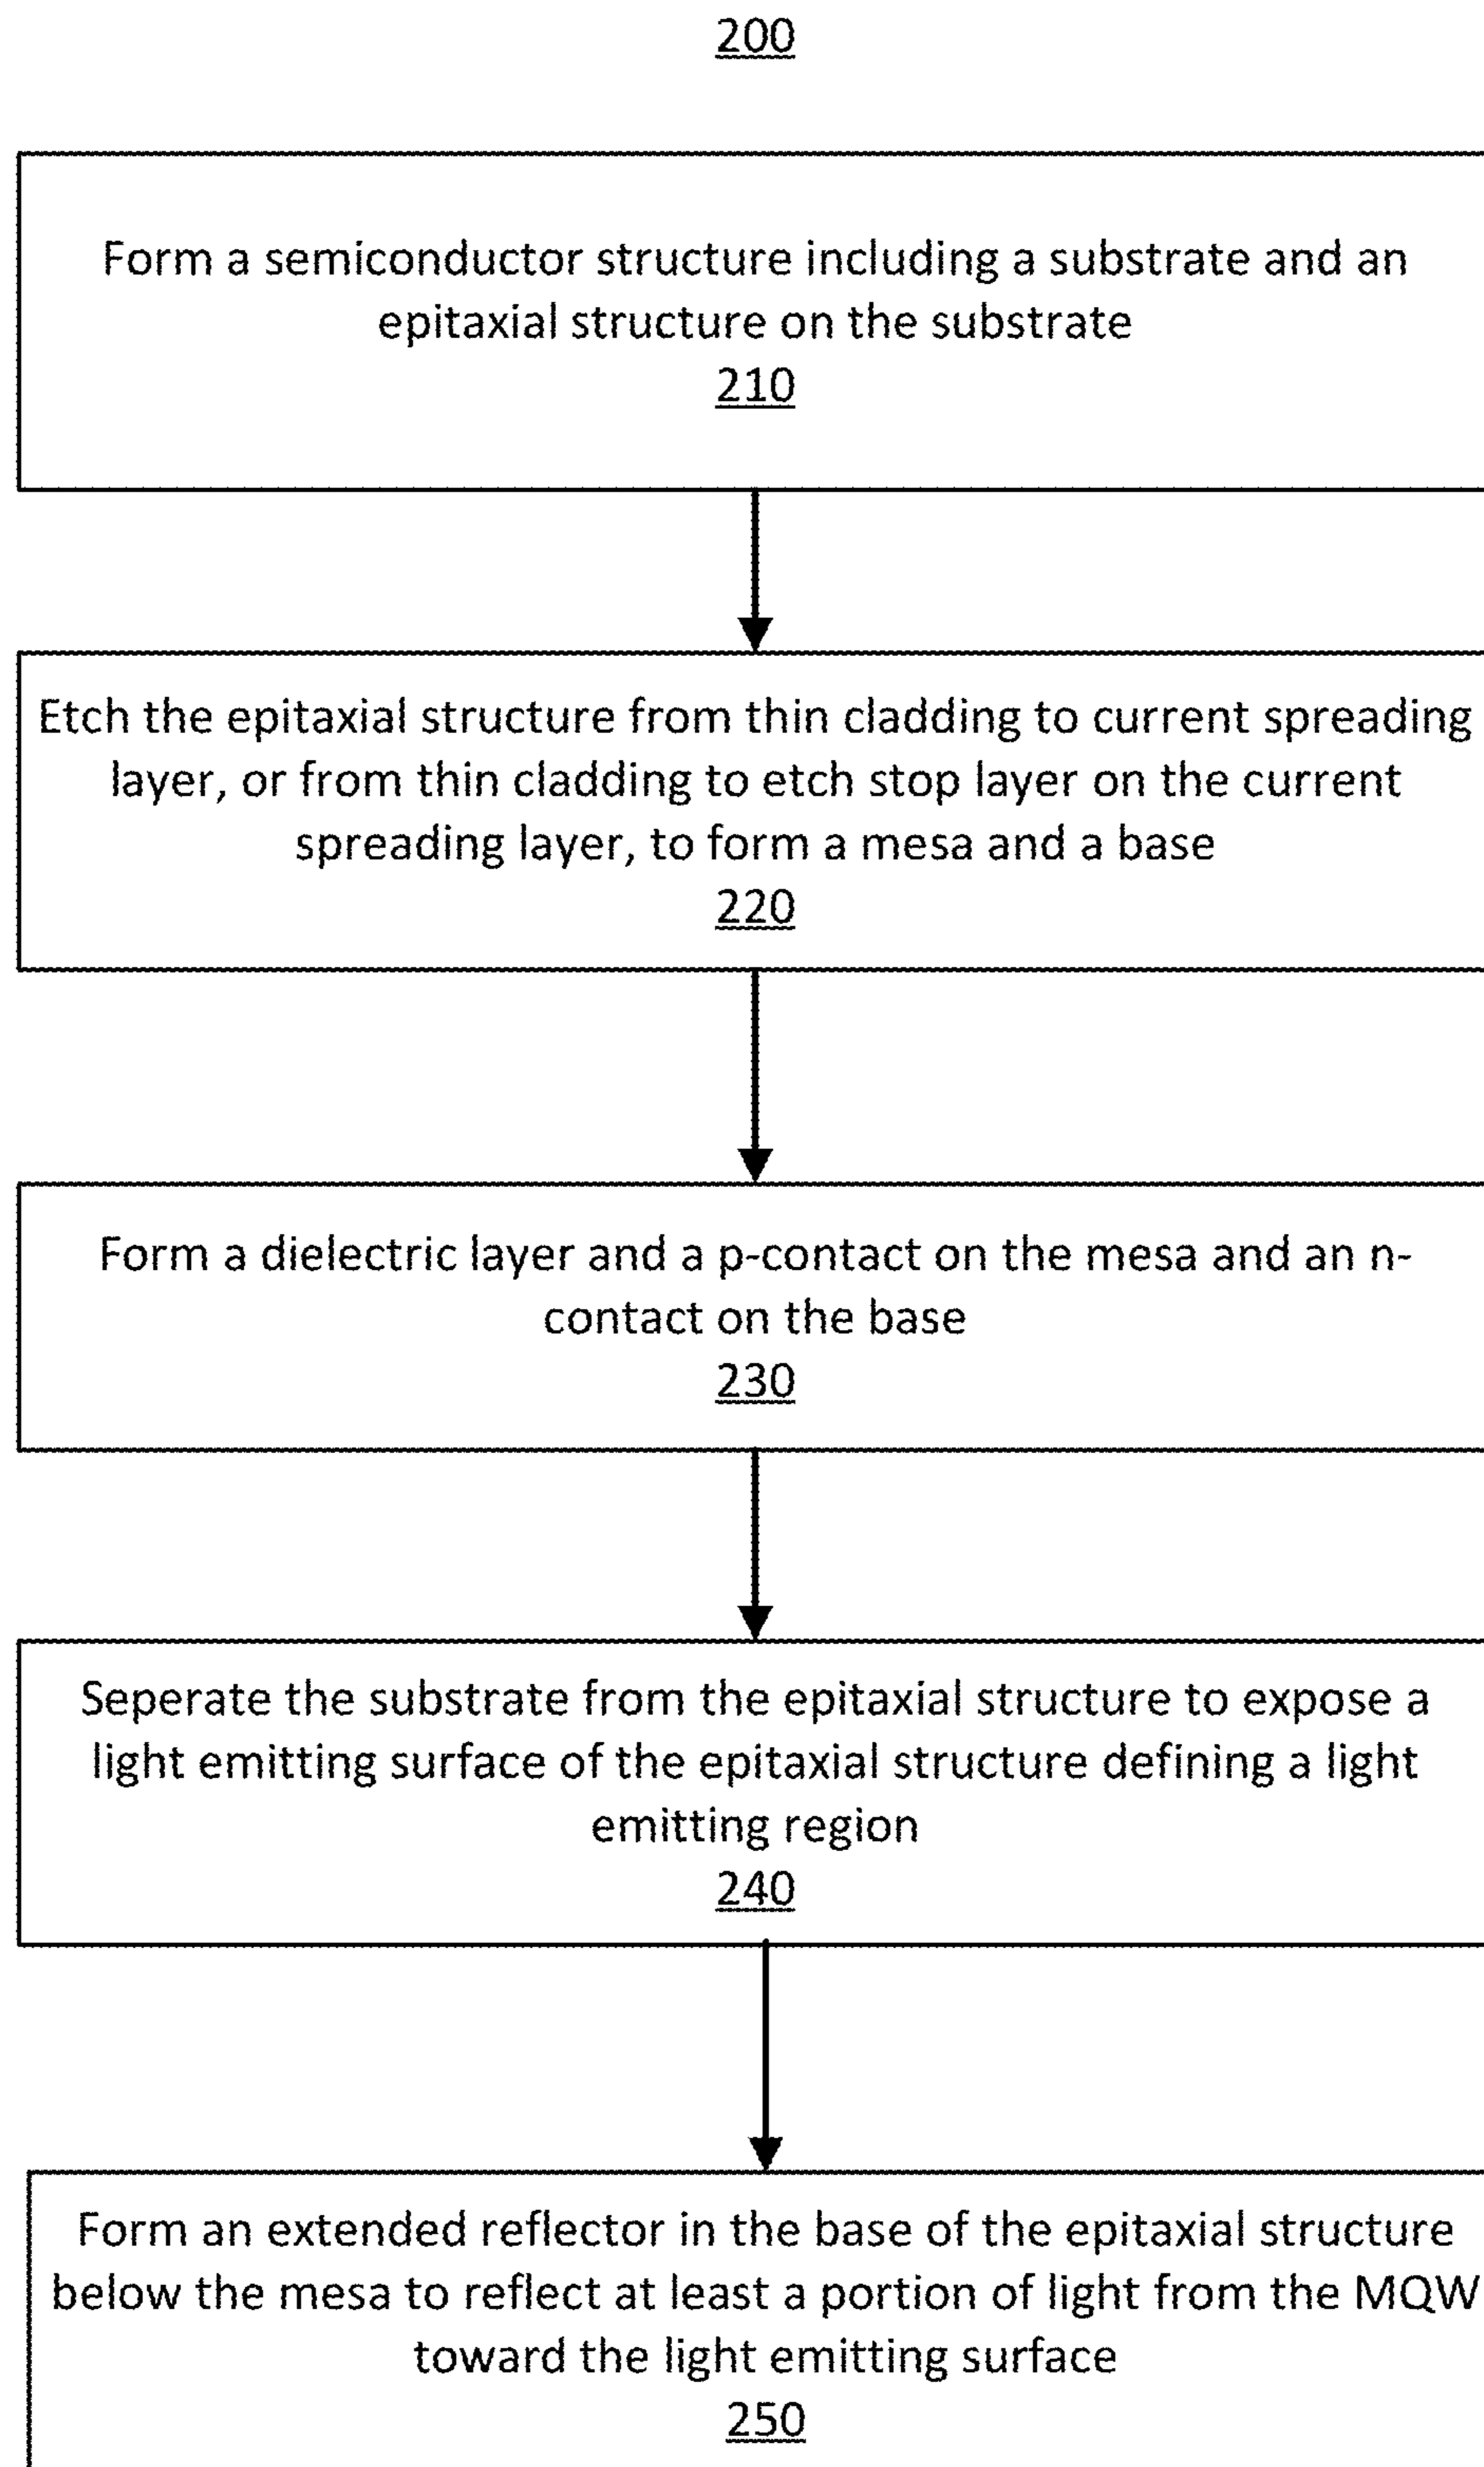 200
Form a semiconductor structure including a substrate and an
epitaxial structure on the substrate
210
Etch the epitaxial structure from thin cladding to current spreading
layer, or from thin cladding to etch stop layer on the current
spreading layer, to form a mesa and a base
220
Form a dielectric layer and a p-contact on the mesa and an n-
contact on the base
230
Seperate the substrate from the epitaxial structure to expose a
light emitting surface of the epitaxial structure defining a light
emitting region
240
Form an extended reflector in the base of the epitaxial structure
below the mesa to reflect at least a portion of light from the MQW
toward the light emitting surface
250